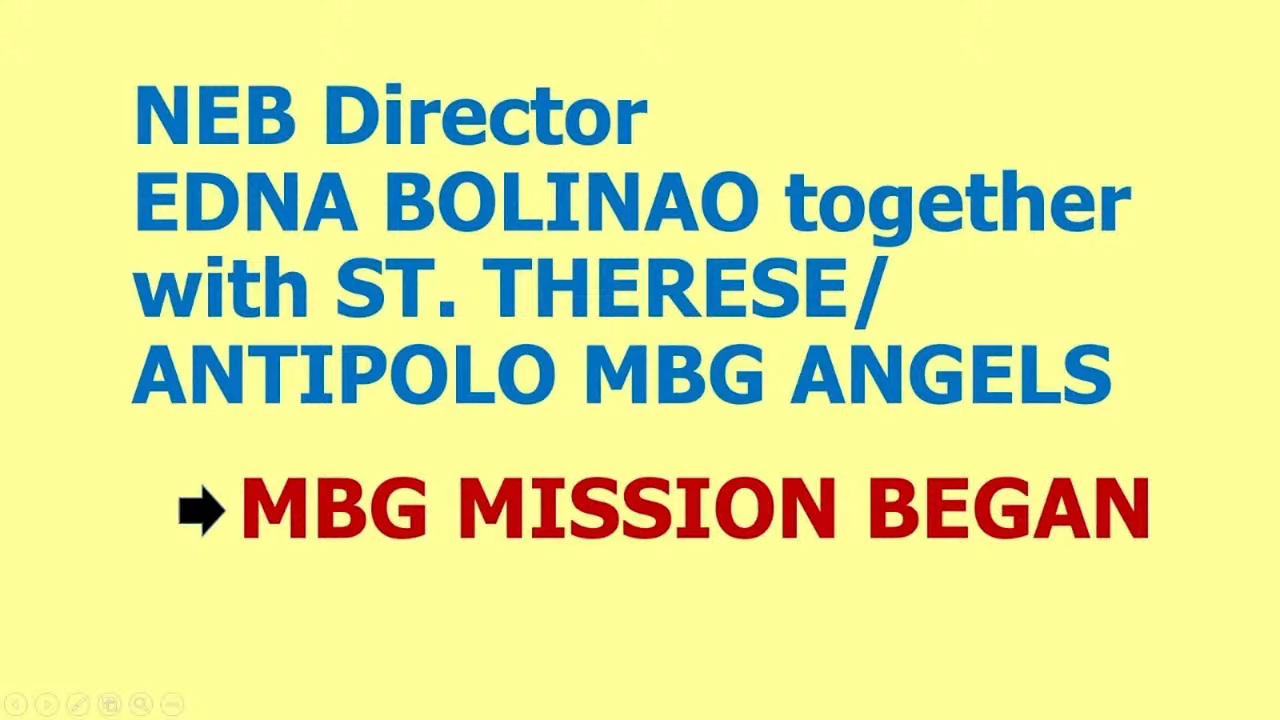 NEB Director
EDNA BOLINAO together
with ST. THERESE/
ANTIPOLO MBG ANGELS
MBG MISSION BEGAN